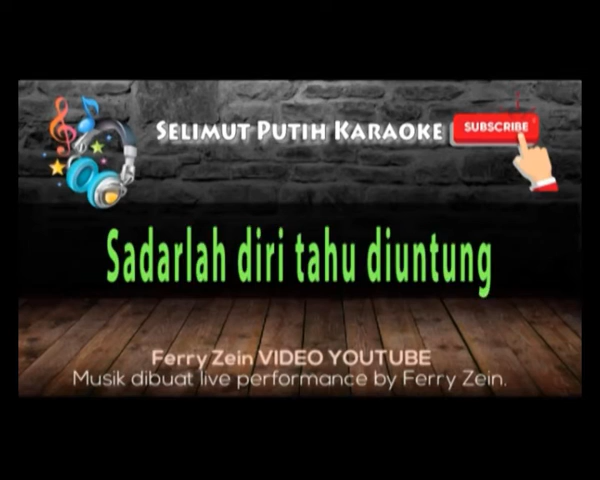 SELIMUT PUTIH KARAOKE
SUBSCRIBE
Sadarlah diri tahu diuntung
Ferry Zein VIDEO YOUTUBE
Musik dibuat live performance by Ferry Zein.